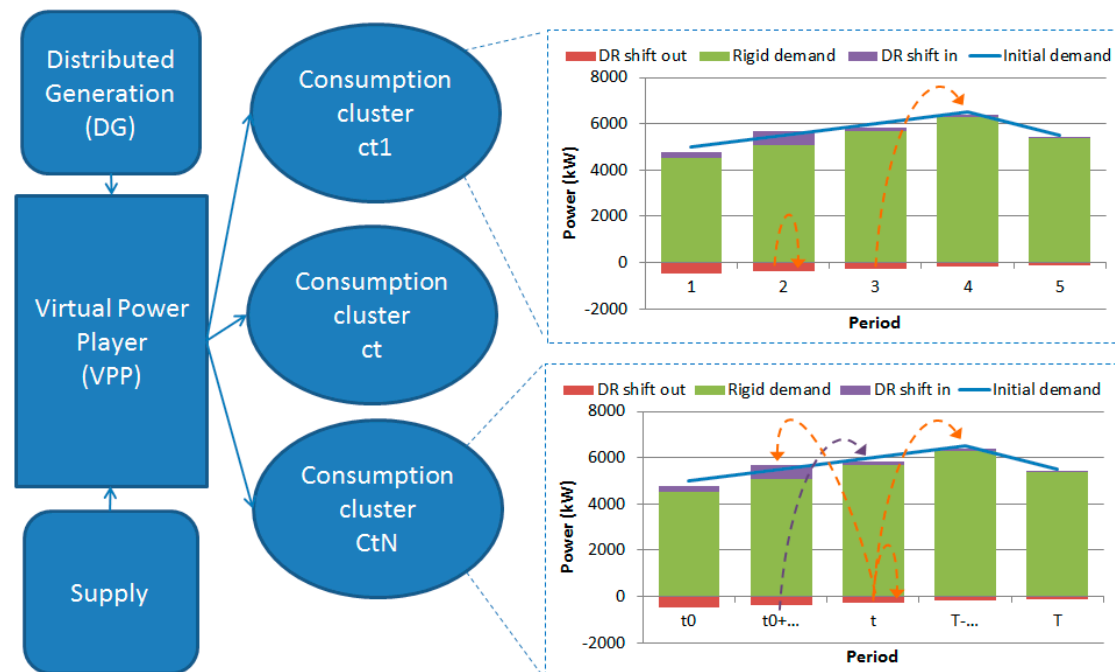 Distributed
Generation
(DG)
Virtual Power
Player
(VPP)
Supply
Consumption
cluster
ct1
Consumption
cluster
ct
Consumption
cluster
CtN
DR shift out Rigid demand DR shift in Initial demand
8000
6000
4000
2000
0
-2000
Power (kW)
1 2 3 4 5
Period
DR shift out Rigid demand DR shift in Initial demand
8000
6000
4000
2000
0
-2000
Power (kW)
t0 t0+... t T-... T
Period